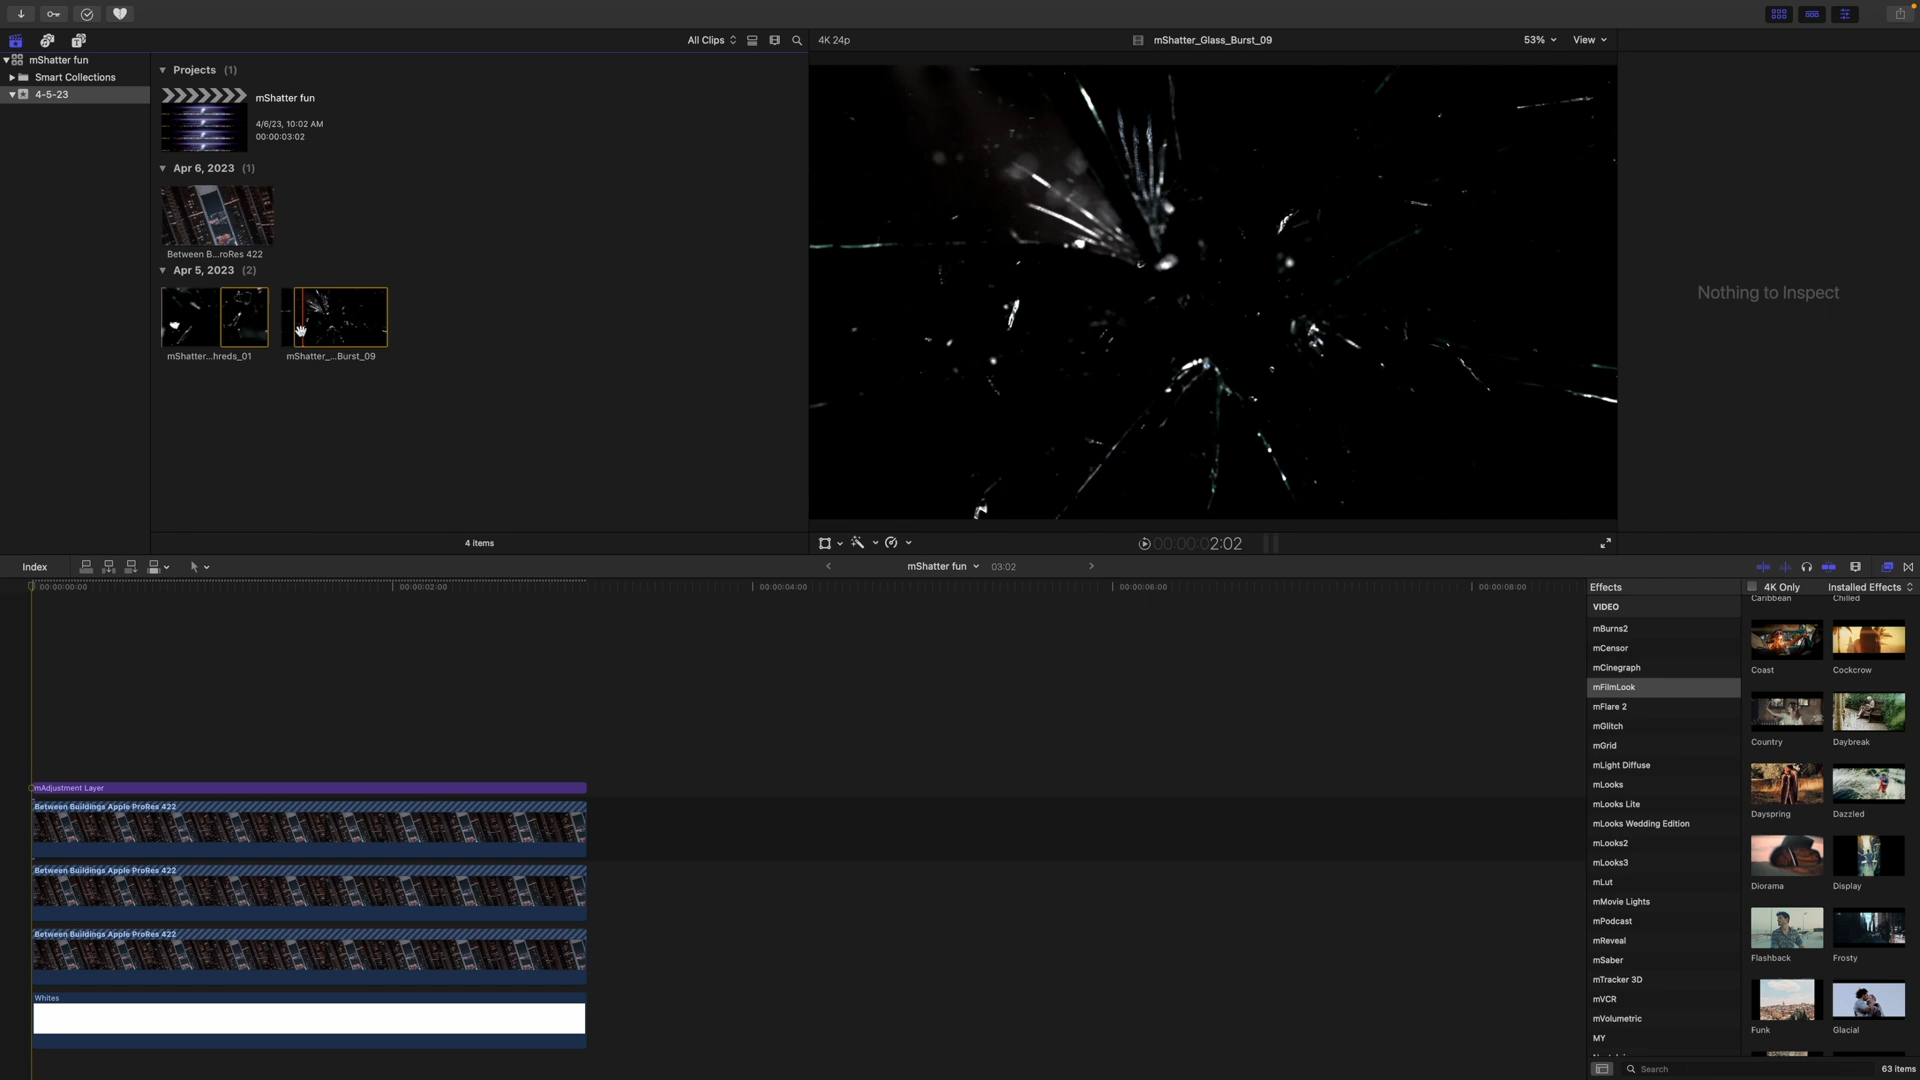 All Clips
4K 24p
mShatter_Glass_Burst_09
53%
View
mShatter fun
Smart Collections
4-5-23
Projects (1)
mShatter fun
4/6/23, 10:02 AM
00:00:03:02
Apr 6, 2023 (1)
Between B...roRes 422
Apr 5, 2023 (2)
mShatter...hreds_01
mShatter_...Burst_09
Nothing to Inspect
4 items
00:00:02:02
Index
mShatter fun
03:02
00:00:00:00
00:00:02:00
00:00:04:00
00:00:06:00
00:00:08:00
mAdjustment Layer
Between Buildings Apple ProRes 422
Between Buildings Apple ProRes 422
Between Buildings Apple ProRes 422
Whites
Effects
4K Only
Installed Effects
VIDEO
mBurns2
mCensor
mCinegraph
mFilmLook
mFlare 2
mGlitch
mGrid
mLight Diffuse
mLooks
mLooks Lite
mLooks Wedding Edition
mLooks2
mLooks3
mLut
mMovie Lights
mPodcast
mReveal
mSaber
mTracker 3D
mVCR
mVolumetric
MY
Caribbean
Chilled
Coast
Cockcrow
Country
Daybreak
Dayspring
Dazzled
Diorama
Display
Flashback
Frosty
Funk
Glacial
Search
63 items